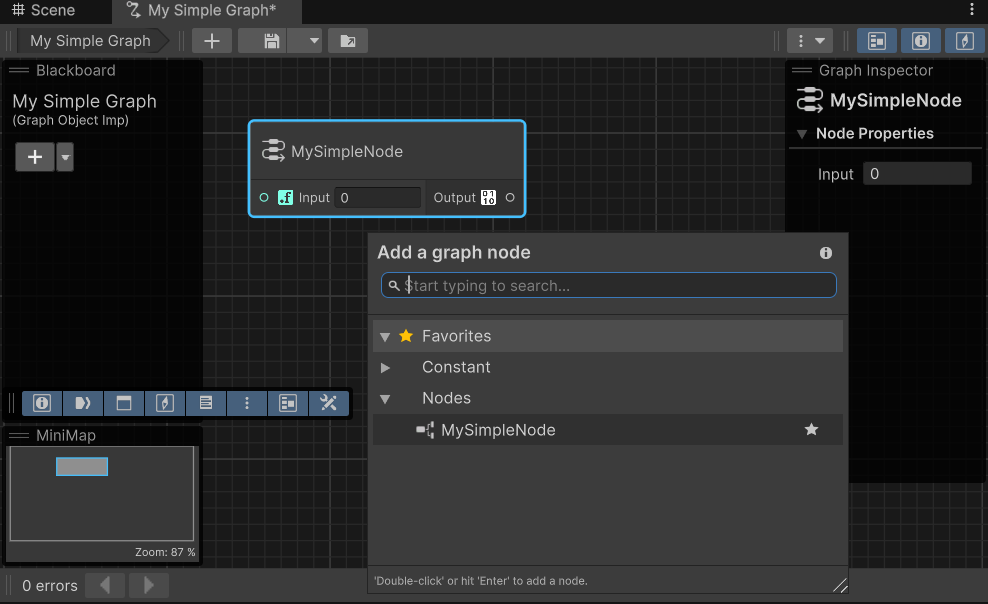 Scene
My Simple Graph*
My Simple Graph
Blackboard
My Simple Graph
(Graph Object Imp)
MySimpleNode
.f Input 0
Output 01
10
Graph Inspector
MySimpleNode
Node Properties
Input 0
Add a graph node
Start typing to search...
Favorites
Constant
Nodes
MySimpleNode
'Double-click' or hit 'Enter' to add a node.
MiniMap
Zoom: 87 %
0 errors